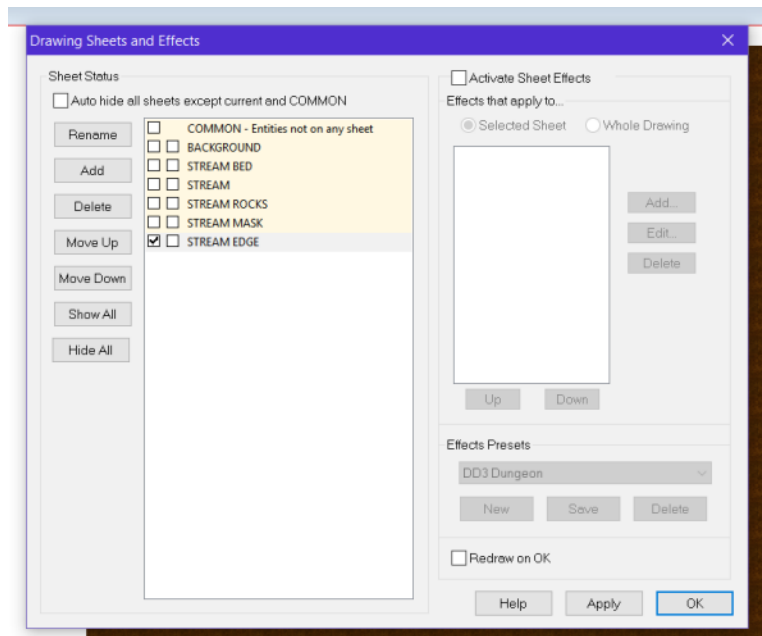 Drawing Sheets and Effects
Sheet Status
Auto hide all sheets except current and COMMON
Rename
Add
Delete
Move Up
Move Down
Show All
Hide All
COMMON - Entities not on any sheet
BACKGROUND
STREAM BED
STREAM
STREAM ROCKS
STREAM MASK
STREAM EDGE
Activate Sheet Effects
Effects that apply to...
Selected Sheet Whole Drawing
Add...
Edit...
Delete
Up Down
Effects Presets
DD3 Dungeon
New Save Delete
Redraw on OK
Help Apply OK